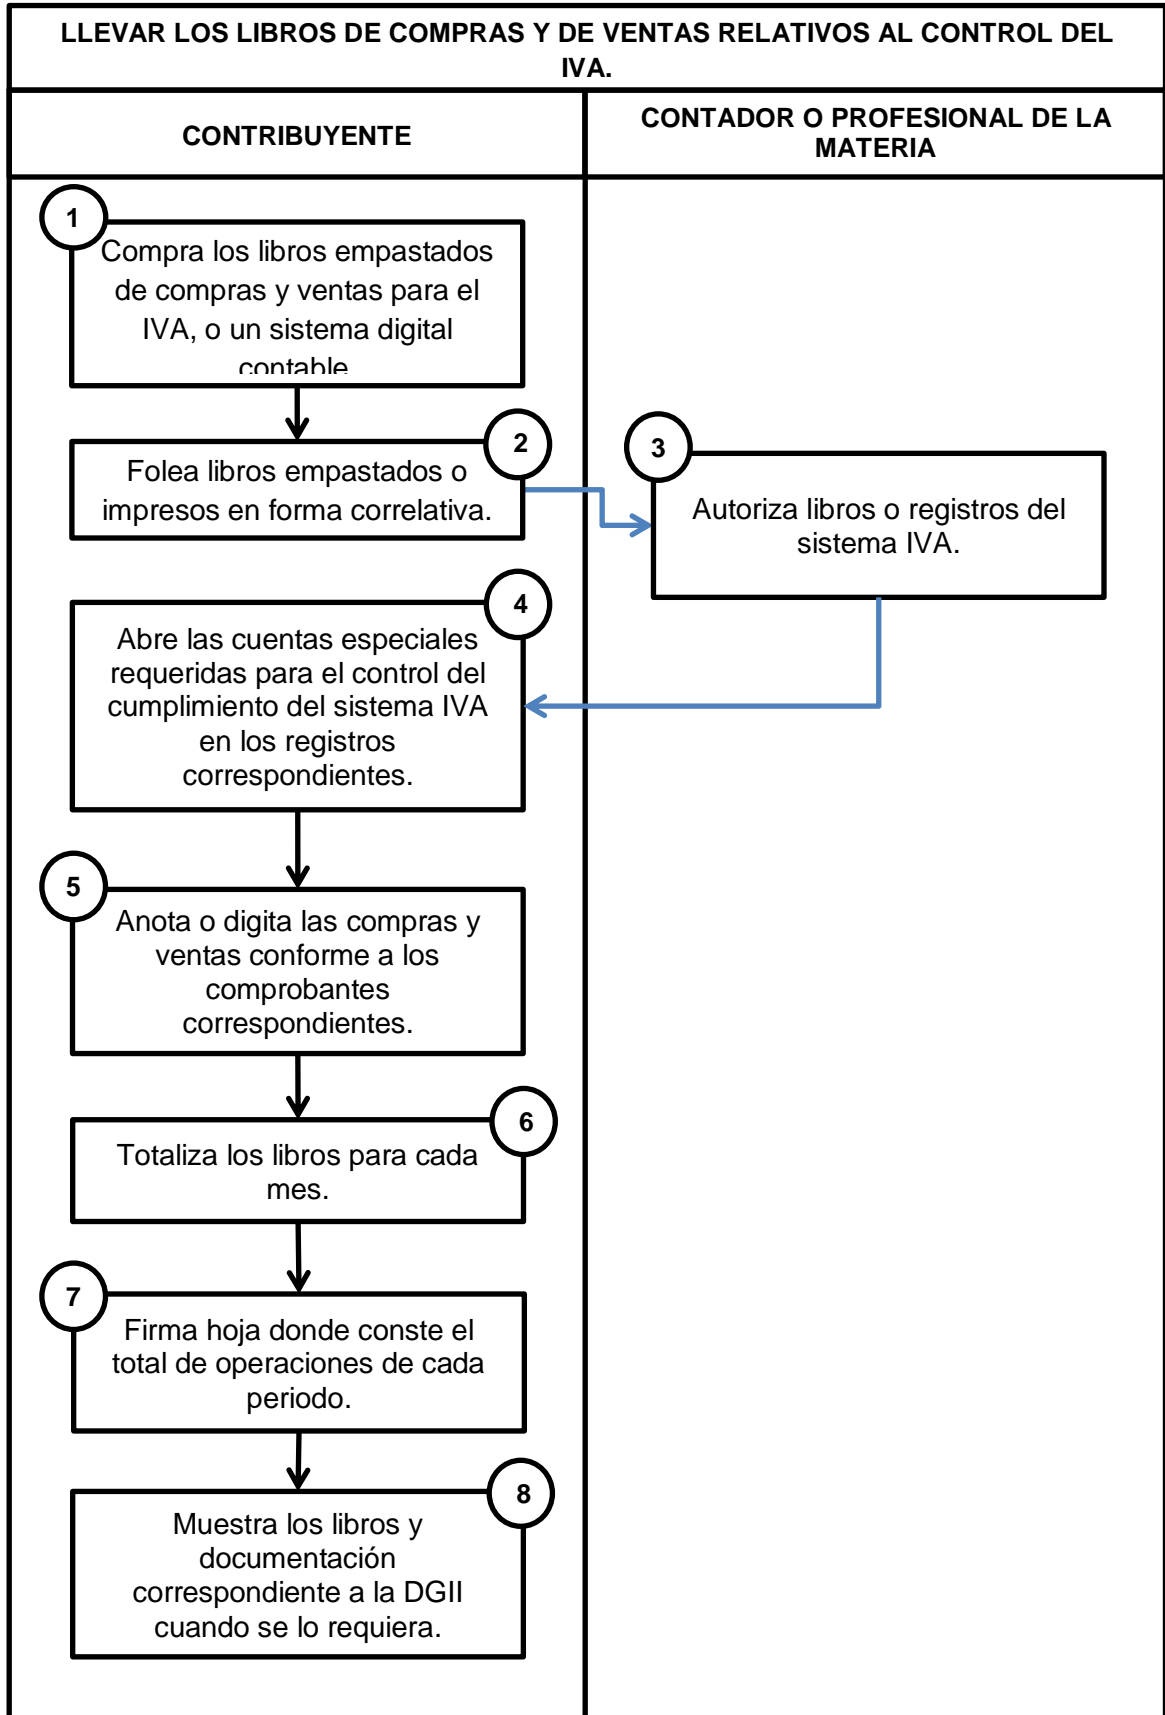 LLEVAR LOS LIBROS DE COMPRAS Y DE VENTAS RELATIVOS AL CONTROL DEL
IVA.
CONTRIBUYENTE
CONTADOR O PROFESIONAL DE LA
MATERIA
1
Compra los libros empastados
de compras y ventas para el
IVA, o un sistema digital
contable
2
Folea libros empastados o
impresos en forma correlativa.
3
Autoriza libros o registros del
sistema IVA.
4
Abre las cuentas especiales
requeridas para el control del
cumplimiento del sistema IVA
en los registros
correspondientes.
5
Anota o digita las compras y
ventas conforme a los
comprobantes
correspondientes.
6
Totaliza los libros para cada
mes.
7
Firma hoja donde conste el
total de operaciones de cada
periodo.
8
Muestra los libros y
documentación
correspondiente a la DGII
cuando se lo requiera.